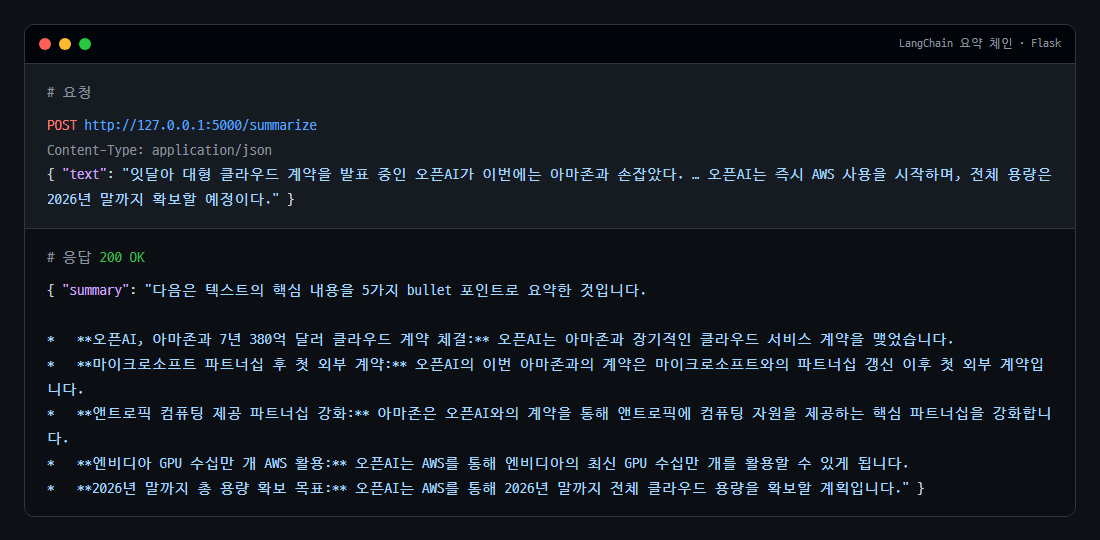 LangChain 요약 체인 · Flask
# 요청
POST http://127.0.0.1:5000/summarize
Content-Type: application/json
{ "text": "잇달아 대형 클라우드 계약을 발표 중인 오픈AI가 이번에는 아마존과 손잡았다. … 오픈AI는 즉시 AWS 사용을 시작하며, 전체 용량은
2026년 말까지 확보할 예정이다." }
# 응답 200 OK
{ "summary": "다음은 텍스트의 핵심 내용을 5가지 bullet 포인트로 요약한 것입니다.
*   **오픈AI, 아마존과 7년 380억 달러 클라우드 계약 체결:** 오픈AI는 아마존과 장기적인 클라우드 서비스 계약을 맺었습니다.
*   **마이크로소프트 파트너십 후 첫 외부 계약:** 오픈AI의 이번 아마존과의 계약은 마이크로소프트와의 파트너십 갱신 이후 첫 외부 계약입
니다.
*   **앤트로픽 컴퓨팅 제공 파트너십 강화:** 아마존은 오픈AI와의 계약을 통해 앤트로픽에 컴퓨팅 자원을 제공하는 핵심 파트너십을 강화합니
다.
*   **엔비디아 GPU 수십만 개 AWS 활용:** 오픈AI는 AWS를 통해 엔비디아의 최신 GPU 수십만 개를 활용할 수 있게 됩니다.
*   **2026년 말까지 총 용량 확보 목표:** 오픈AI는 AWS를 통해 2026년 말까지 전체 클라우드 용량을 확보할 계획입니다." }